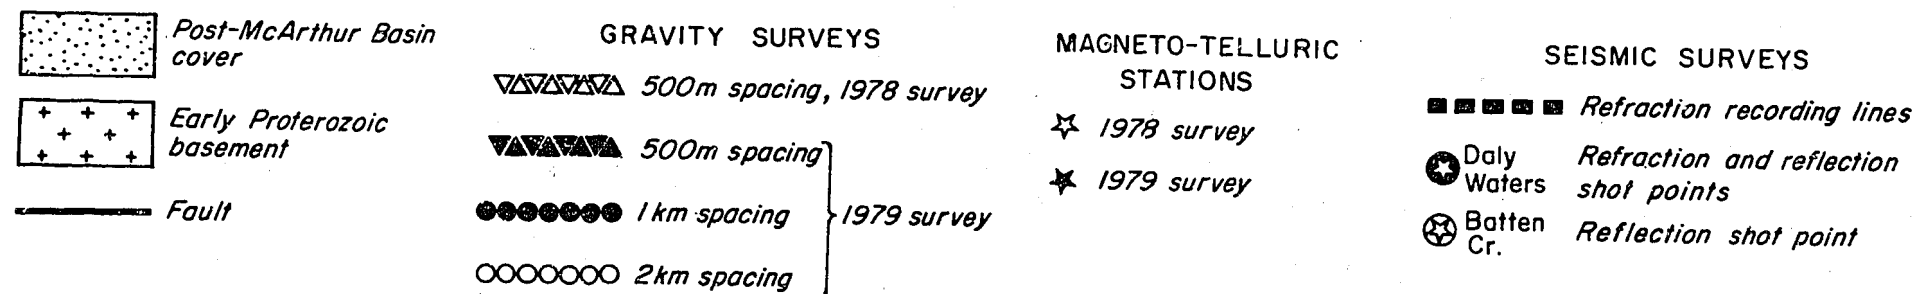 Post-McArthur Basin
cover
Early Proterozoic
basement
Fault
GRAVITY SURVEYS
500m spacing, 1978 survey
500m spacing
1km spacing
2km spacing
1979 survey
MAGNETO-TELLURIC
STATIONS
1978 survey
1979 survey
SEISMIC SURVEYS
Refraction recording lines
Daly
Waters
Refraction and reflection
shot points
Batten
Cr.
Reflection shot point